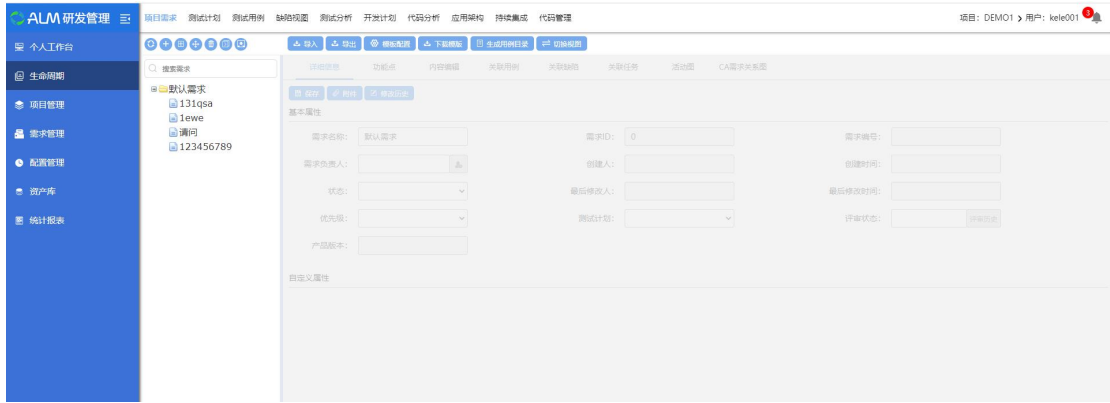 ALM研发管理
项目需求 测试计划 测试用例 缺陷视图 测试分析 开发计划 代码分析 应用架构 持续集成 代码管理
项目: DEMO1 用户: kele001 3
个人工作台
生命周期
项目管理
需求管理
配置管理
资产库
统计报表
搜索需求
默认需求
131qsa
1ewe
请问
123456789
导入 导出 模板配置 下载模版 生成用例目录 切换视图
详细信息 功能点 内容编辑 关联用例 关联缺陷 关联任务 活动图 CA需求关系图
保存 附件 修改历史
基本属性
需求名称: 默认需求 需求ID: 0 需求编号:
需求负责人: 创建人: 创建时间:
状态: 最后修改人: 最后修改时间:
优先级: 测试计划: 评审状态:
产品版本:
自定义属性